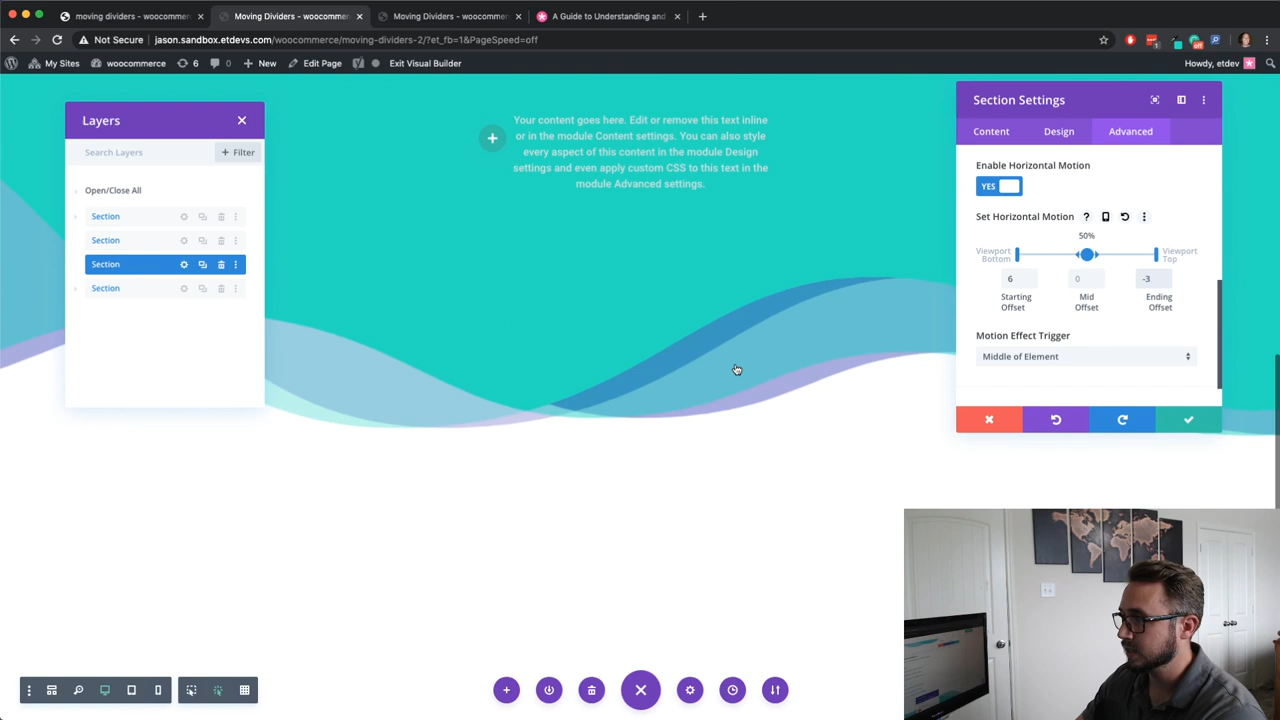 moving dividers - woocommerce
Moving Dividers - woocommerce
Moving Dividers - woocommerce
A Guide to Understanding and
Not Secure
jason.sandbox.etdevs.com/woocommerce/moving-dividers-2/?et_fb=1&PageSpeed=off
My Sites
woocommerce
6
0
New
Edit Page
Exit Visual Builder
Howdy, etdev
Layers
Search Layers
+ Filter
Open/Close All
Section
Section
Section
Section
Your content goes here. Edit or remove this text inline
or in the module Content settings. You can also style
every aspect of this content in the module Design
settings and even apply custom CSS to this text in the
module Advanced settings.
Section Settings
Content
Design
Advanced
Enable Horizontal Motion
YES
Set Horizontal Motion
50%
Viewport
Bottom
Viewport
Top
6
0
-3
Starting
Offset
Mid
Offset
Ending
Offset
Motion Effect Trigger
Middle of Element